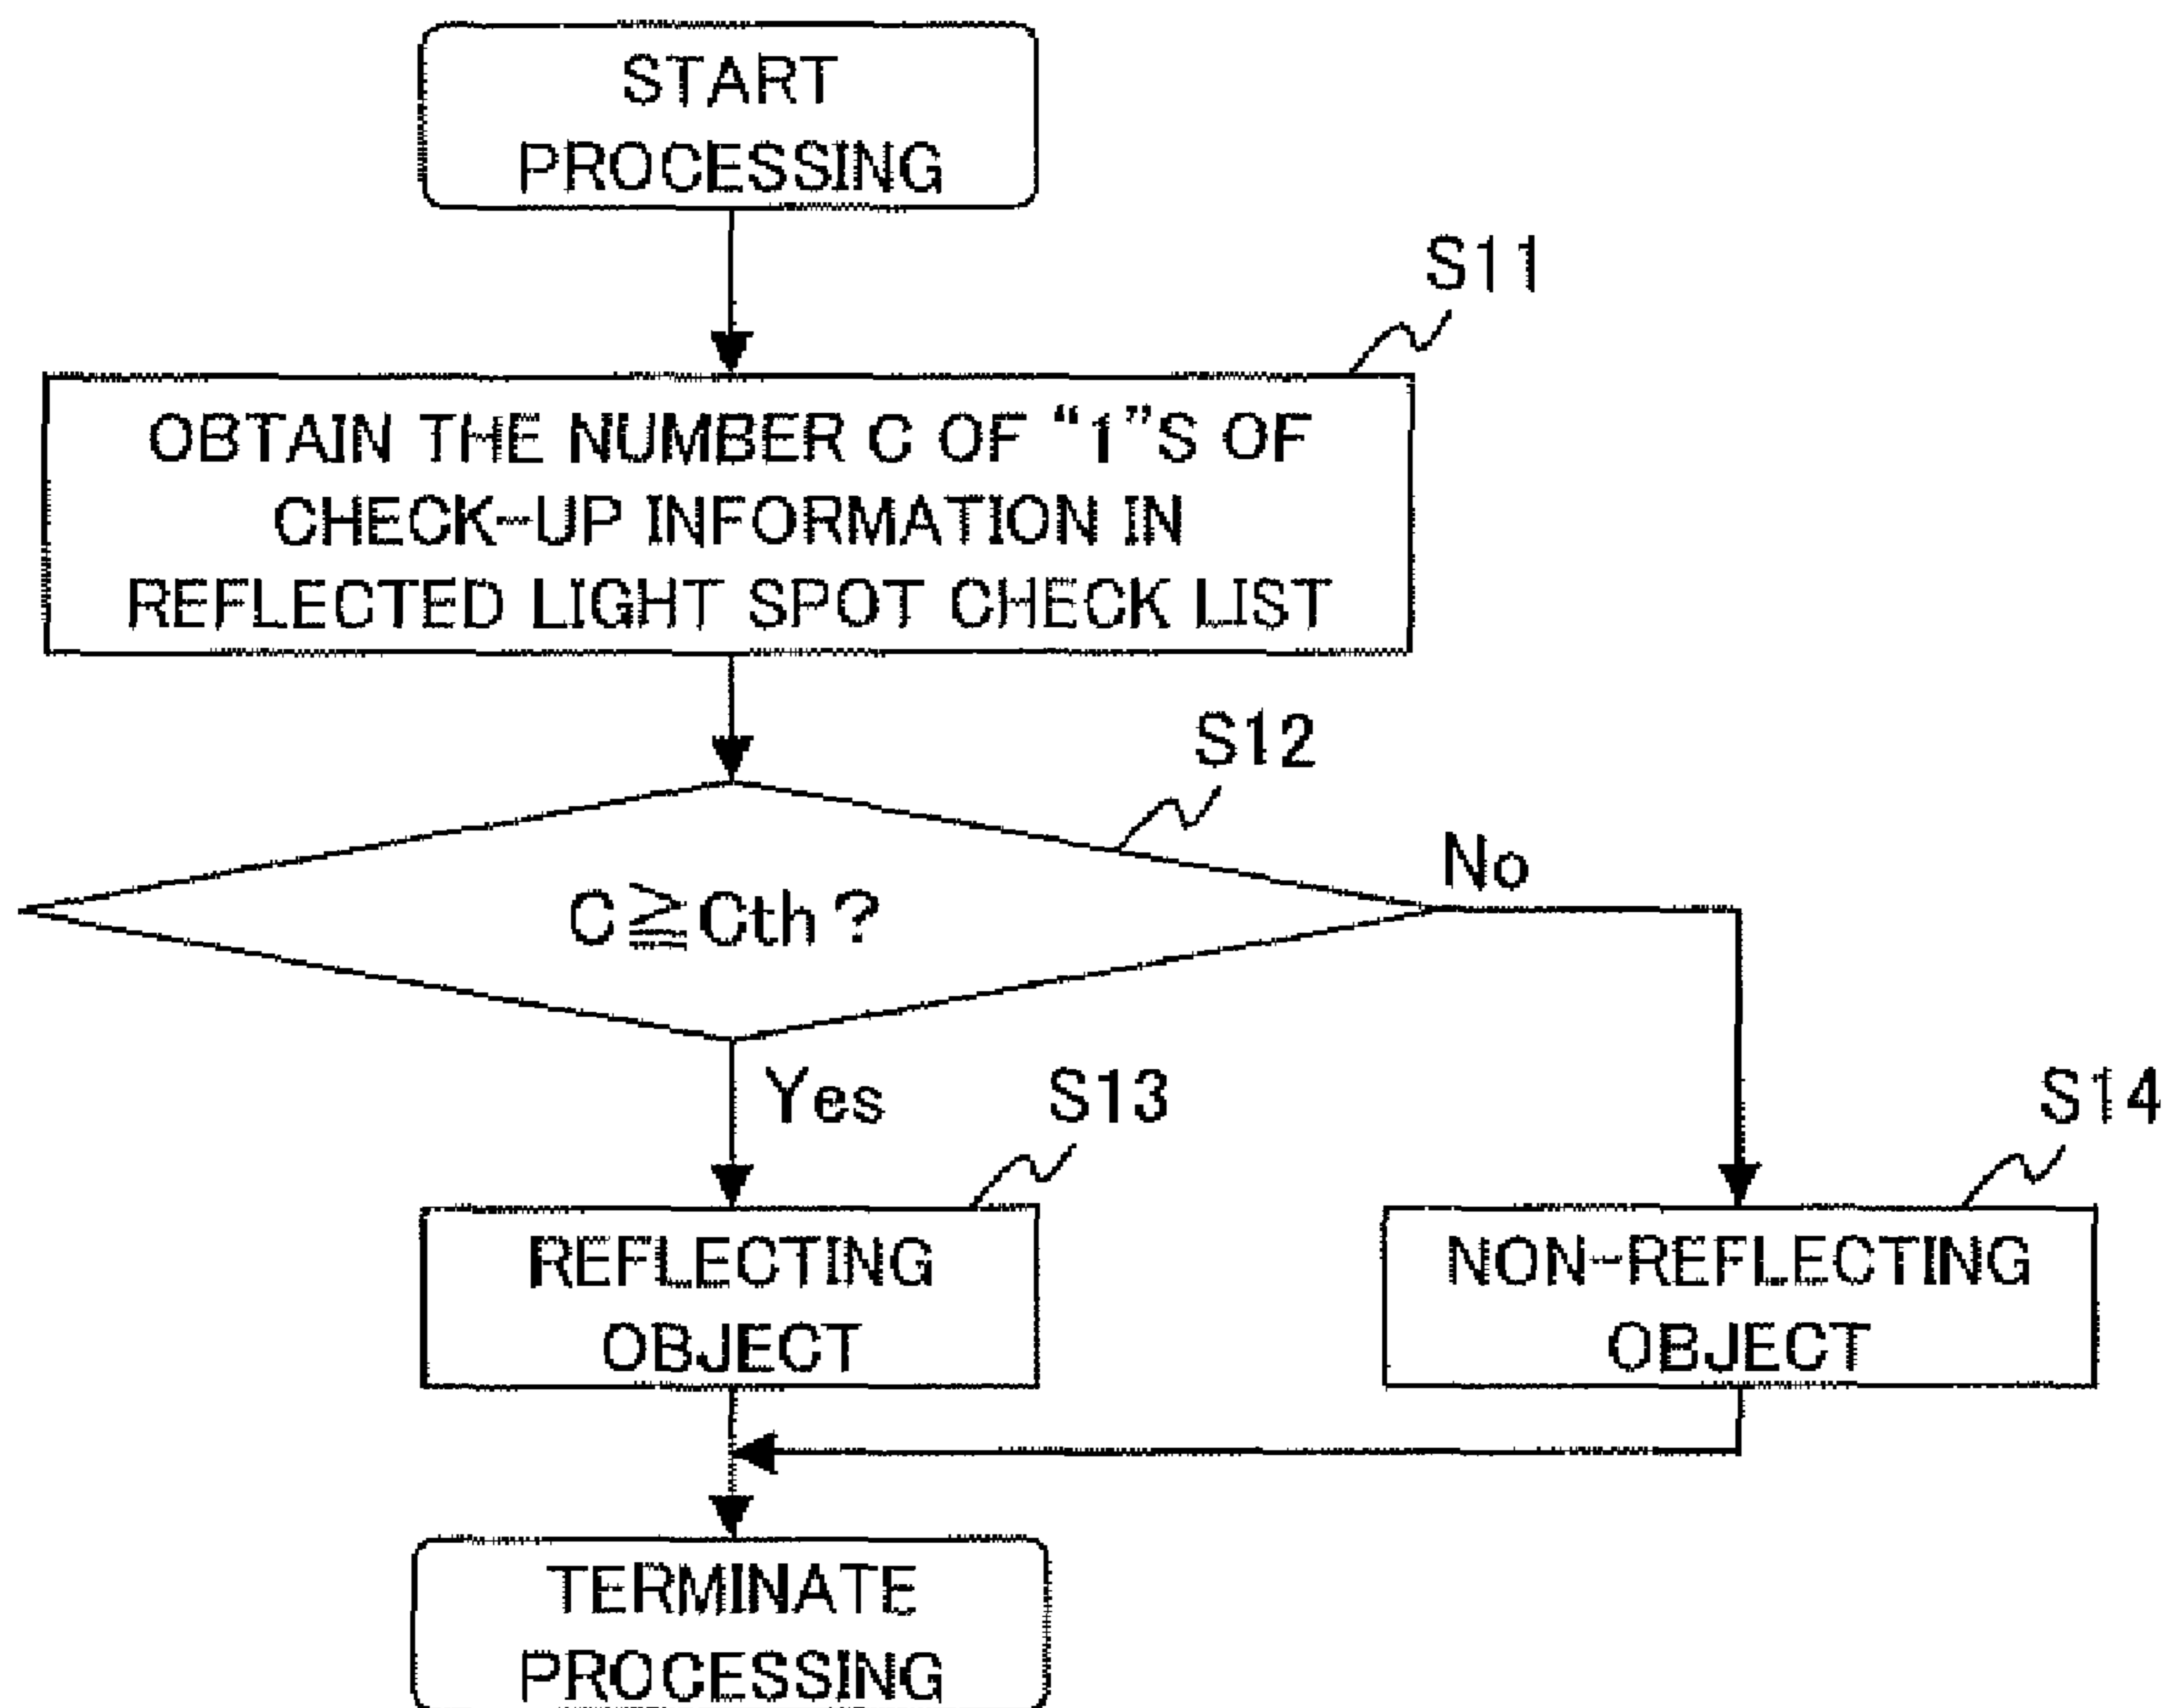 START
PROCESSING
S11
OBTAIN THE NUMBER C OF “1”S OF
CHECK-UP INFORMATION IN
REFLECTED LIGHT SPOT CHECK LIST
S12
C≧Cth?
No
Yes
S13
S14
REFLECTING
OBJECT
NON-REFLECTING
OBJECT
TERMINATE
PROCESSING